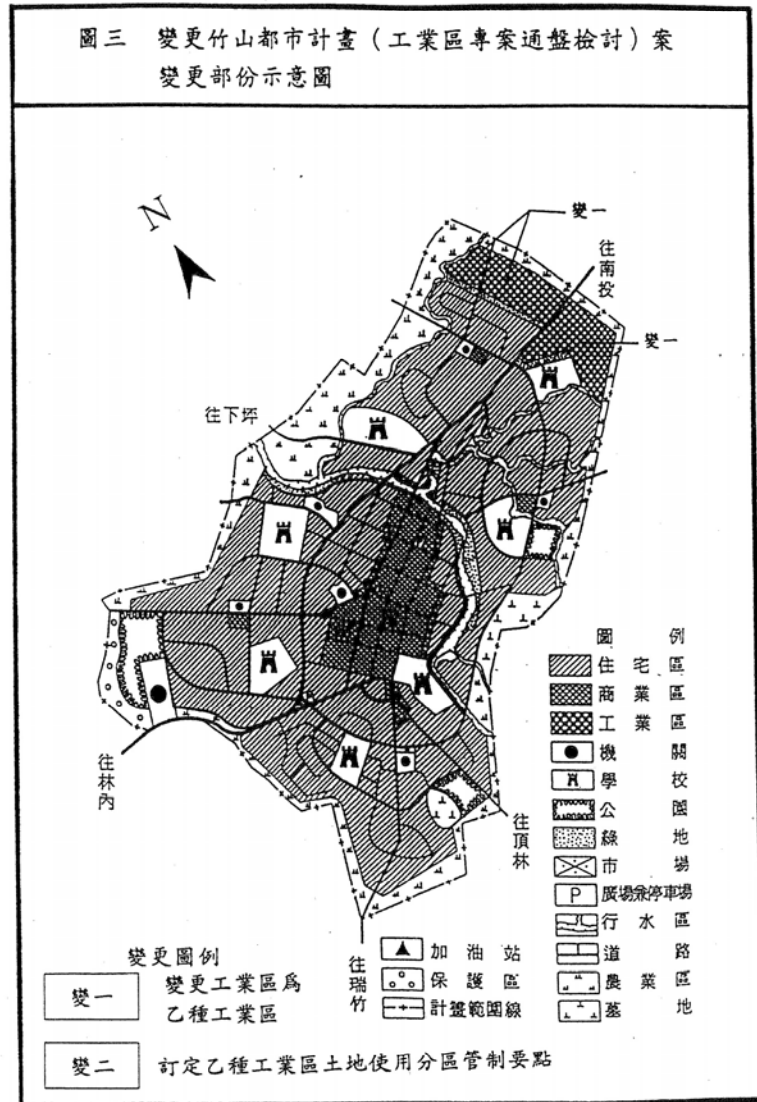 圖三 變更竹山都市計畫（工業區專案通盤檢討）案
變更部份示意圖
N
變一
往南投
變一
往下坪
往林內
往頂林
往瑞竹
圖例
住宅區
商業區
工業區
機關
學校
公園
綠地
市場
P 廣場兼停車場
行水區
道路
農業區
墓地
加油站
保護區
計畫範圍線
變更圖例
變一 變更工業區為
乙種工業區
變二 訂定乙種工業區土地使用分區管制要點